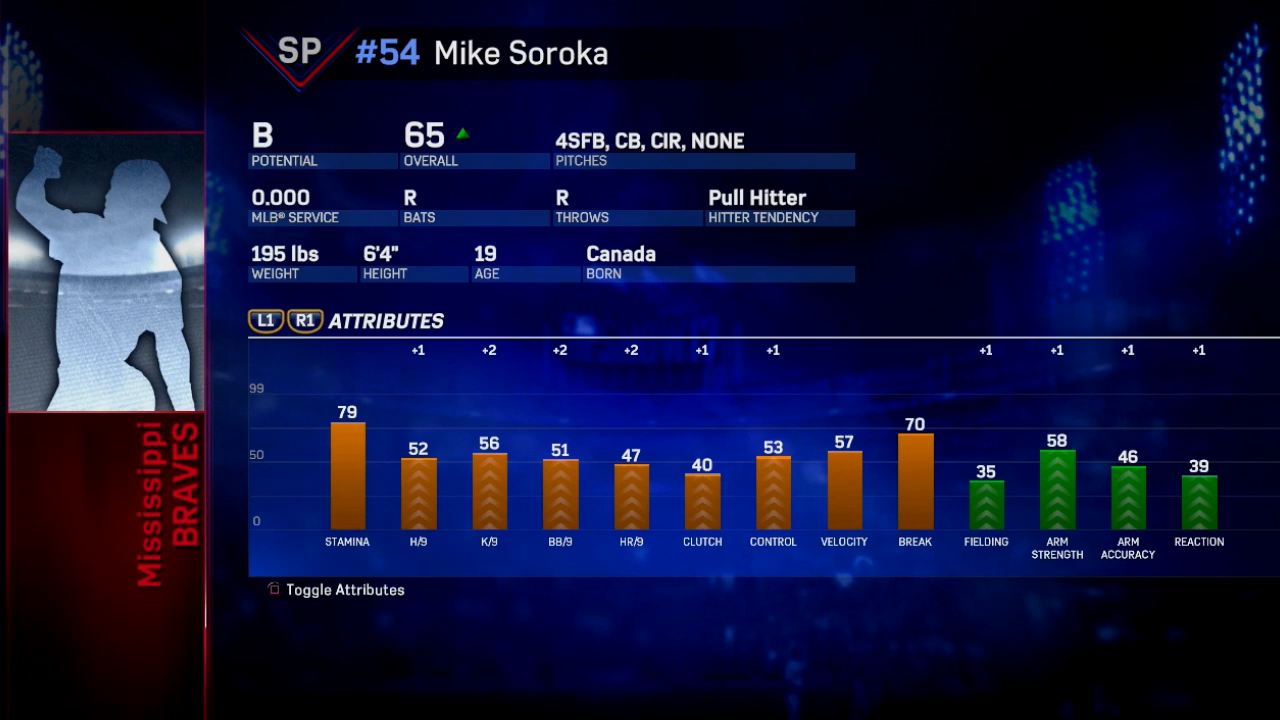 SP #54 Mike Soroka
B 65 4SFB, CB, CIR, NONE
POTENTIAL OVERALL PITCHES
0.000 R R Pull Hitter
MLB® SERVICE BATS THROWS HITTER TENDENCY
195 lbs 6'4" 19 Canada
WEIGHT HEIGHT AGE BORN
L1 R1 ATTRIBUTES
+1 +2 +2 +2 +1 +1 +1 +1 +1 +1
99
50
0
79 52 56 51 47 40 53 57 70 35 58 46 39
STAMINA H/9 K/9 BB/9 HR/9 CLUTCH CONTROL VELOCITY BREAK FIELDING ARM STRENGTH ARM ACCURACY REACTION
Toggle Attributes
Mississippi
BRAVES